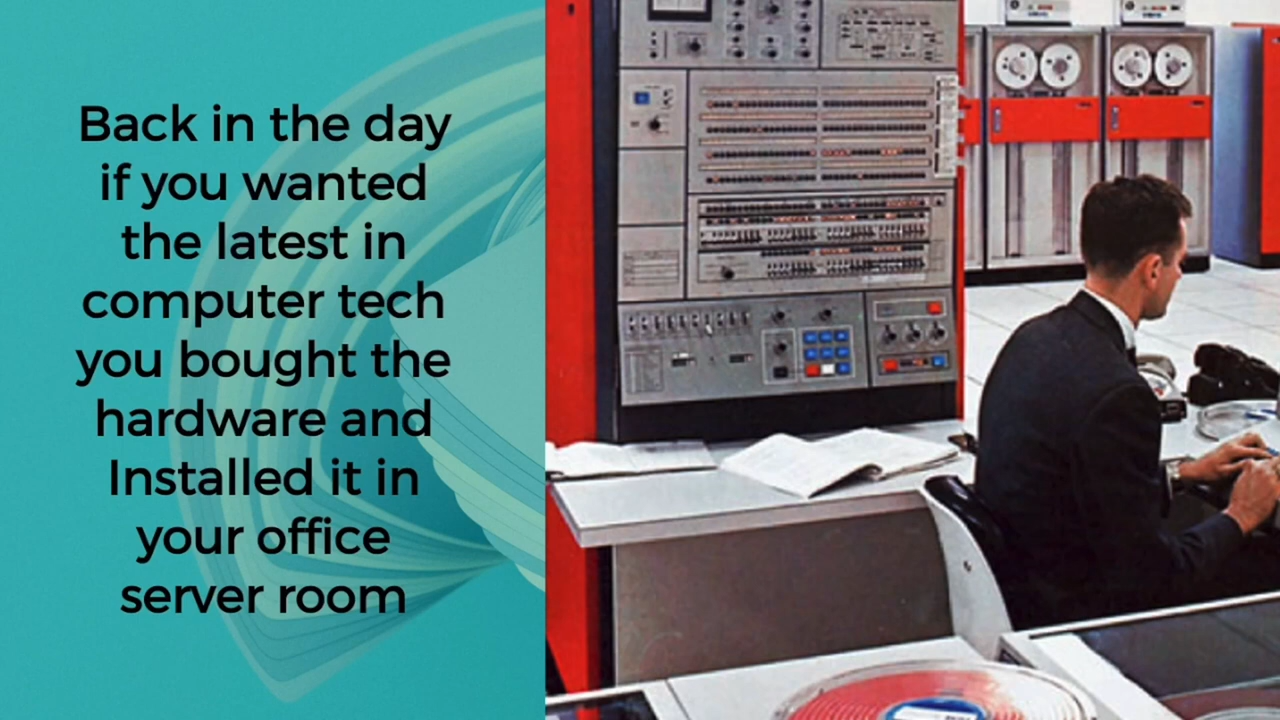 Back in the day
if you wanted
the latest in
computer tech
you bought the
hardware and
Installed it in
your office
server room